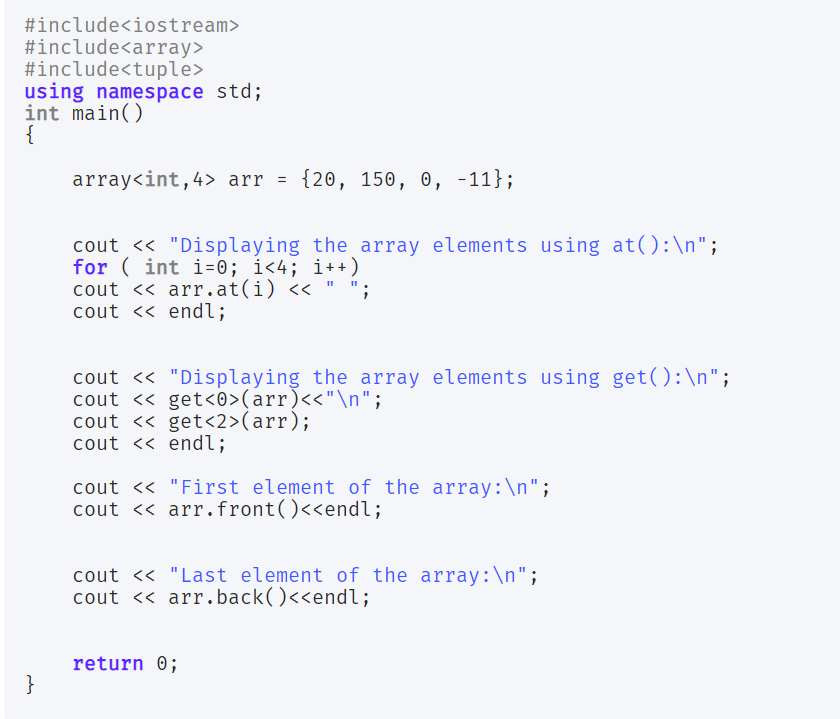 #include<iostream>
#include<array>
#include<tuple>
using namespace std;
int main()
{
array<int,4> arr = {20, 150, 0, -11};
cout << "Displaying the array elements using at():\n";
for ( int i=0; i<4; i++)
cout << arr.at(i) << " ";
cout << endl;
cout << "Displaying the array elements using get():\n";
cout << get<0>(arr)<<"\n";
cout << get<2>(arr);
cout << endl;
cout << "First element of the array:\n";
cout << arr.front()<<endl;
cout << "Last element of the array:\n";
cout << arr.back()<<endl;
return 0;
}